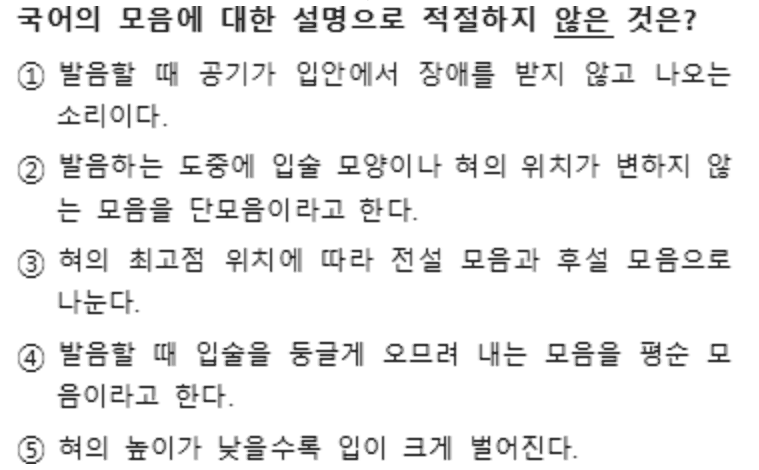 국어의 모음에 대한 설명으로 적절하지 않은 것은?
① 발음할 때 공기가 입안에서 장애를 받지 않고 나오는
소리이다.
② 발음하는 도중에 입술 모양이나 혀의 위치가 변하지 않
는 모음을 단모음이라고 한다.
③ 혀의 최고점 위치에 따라 전설 모음과 후설 모음으로
나눈다.
④ 발음할 때 입술을 둥글게 오므려 내는 모음을 평순 모
음이라고 한다.
⑤ 혀의 높이가 낮을수록 입이 크게 벌어진다.